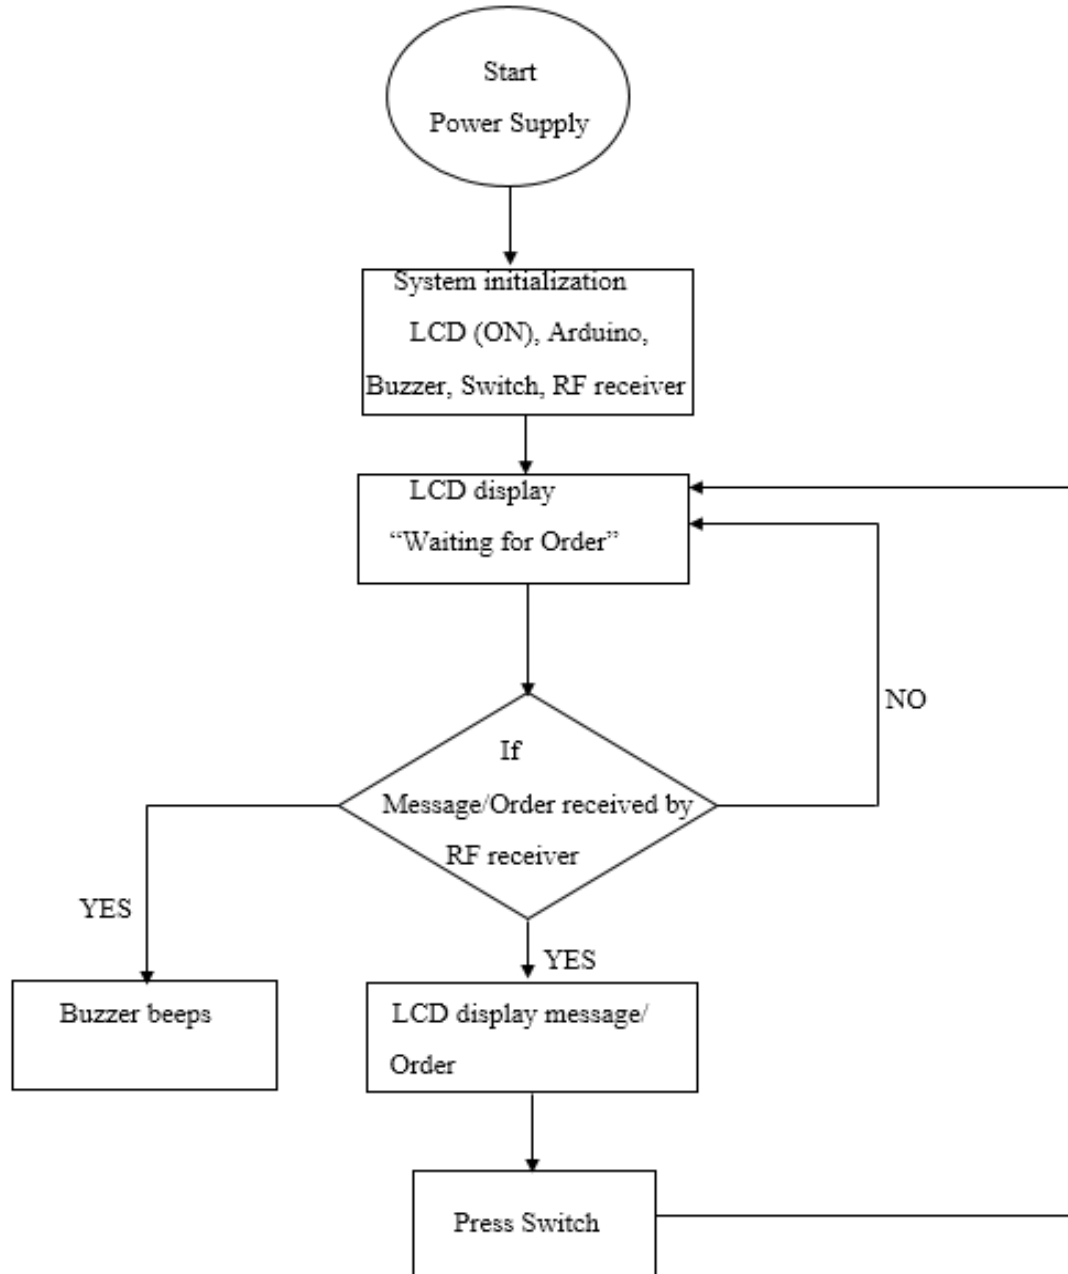 Start
Power Supply
System initialization
LCD (ON), Arduino,
Buzzer, Switch, RF receiver
LCD display
“Waiting for Order”
NO
If
Message/Order received by
RF receiver
YES
YES
Buzzer beeps
LCD display message/
Order
Press Switch